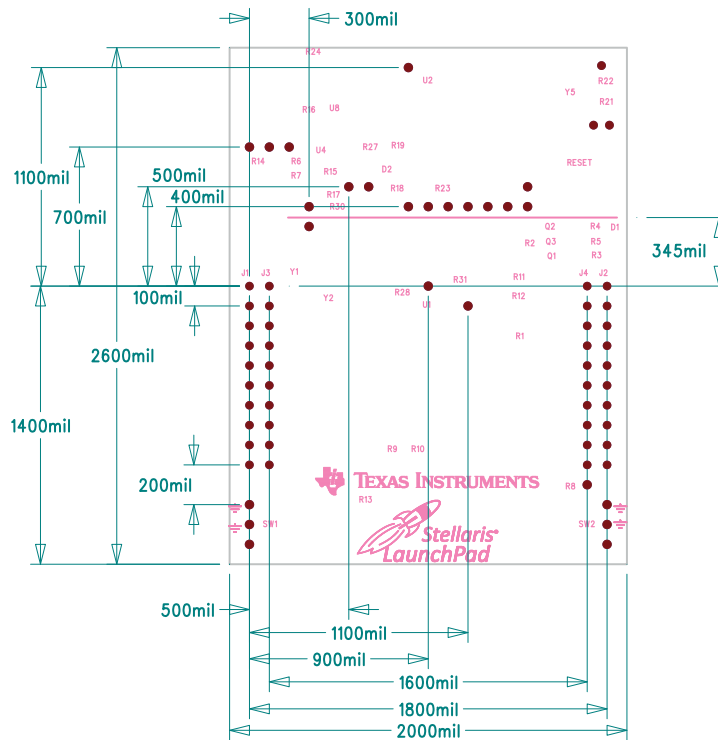 300mil
R24
U2
R22
Y5
R21
R16 U8
R27 R19
U4
R14 R6
RESET
500mil
R15 D2
R7
1100mil
400mil
R17
R18 R23
R30
700mil
Q2 R4 D1
R2 Q3 R5
Q1 R3
345mil
J1 J3 Y1
R31 R11
J4 J2
100mil
Y2
R28
R12
U1
R1
2600mil
1400mil
R9 R10
200mil
TEXAS INSTRUMENTS
R8
R13
SW1
SW2
Stellaris®
LaunchPad
500mil
1100mil
900mil
1600mil
1800mil
2000mil